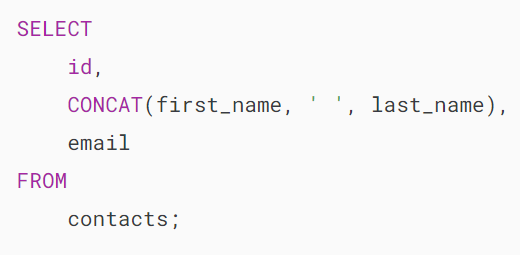 SELECT
    id,
    CONCAT(first_name, ' ', last_name),
    email
FROM
    contacts;